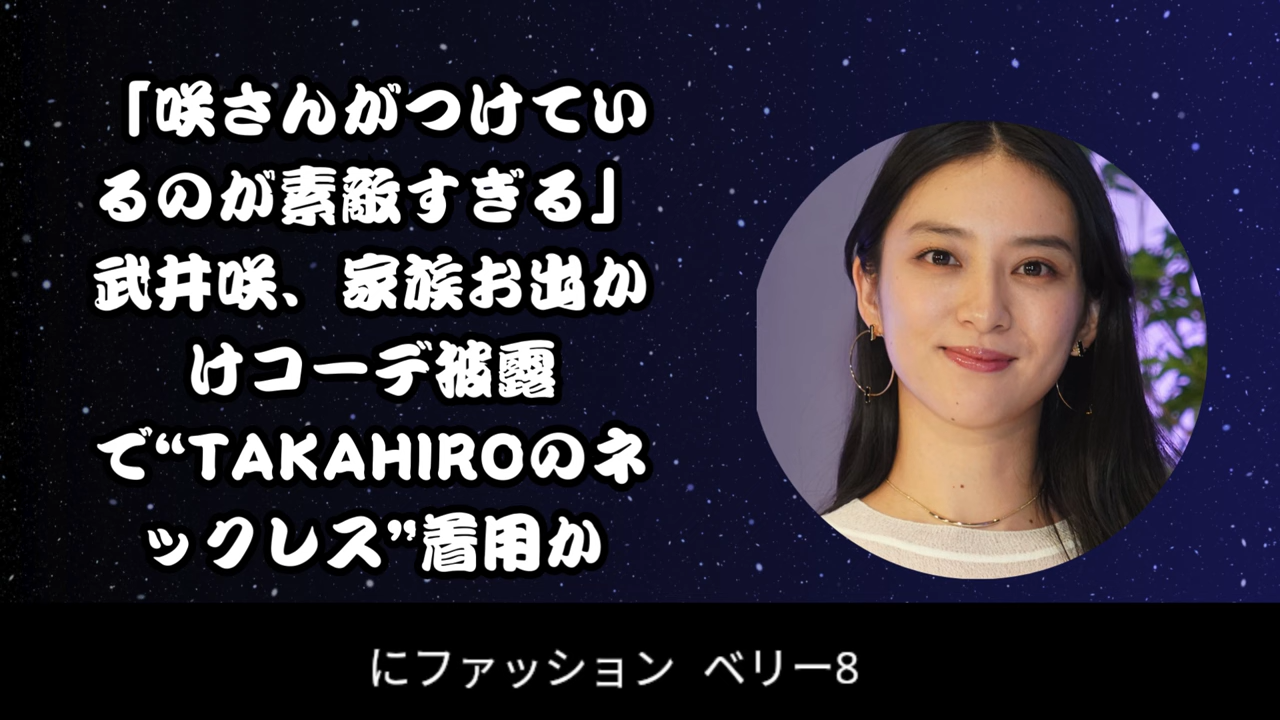 「咲さんがつけてい
るのが素敵すぎる」
武井咲、家族お出か
けコーデ披露
で“TAKAHIROのネ
ックレス”着用か
にファッション ベリー8